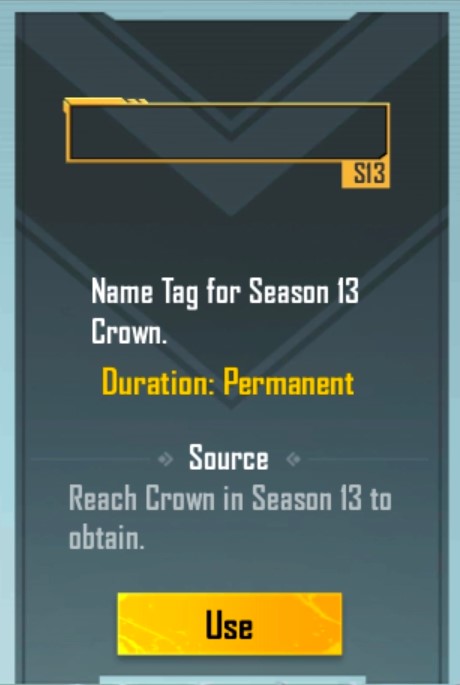 S13
Name Tag for Season 13
Crown.
Duration: Permanent
Source
Reach Crown in Season 13 to
obtain.
Use